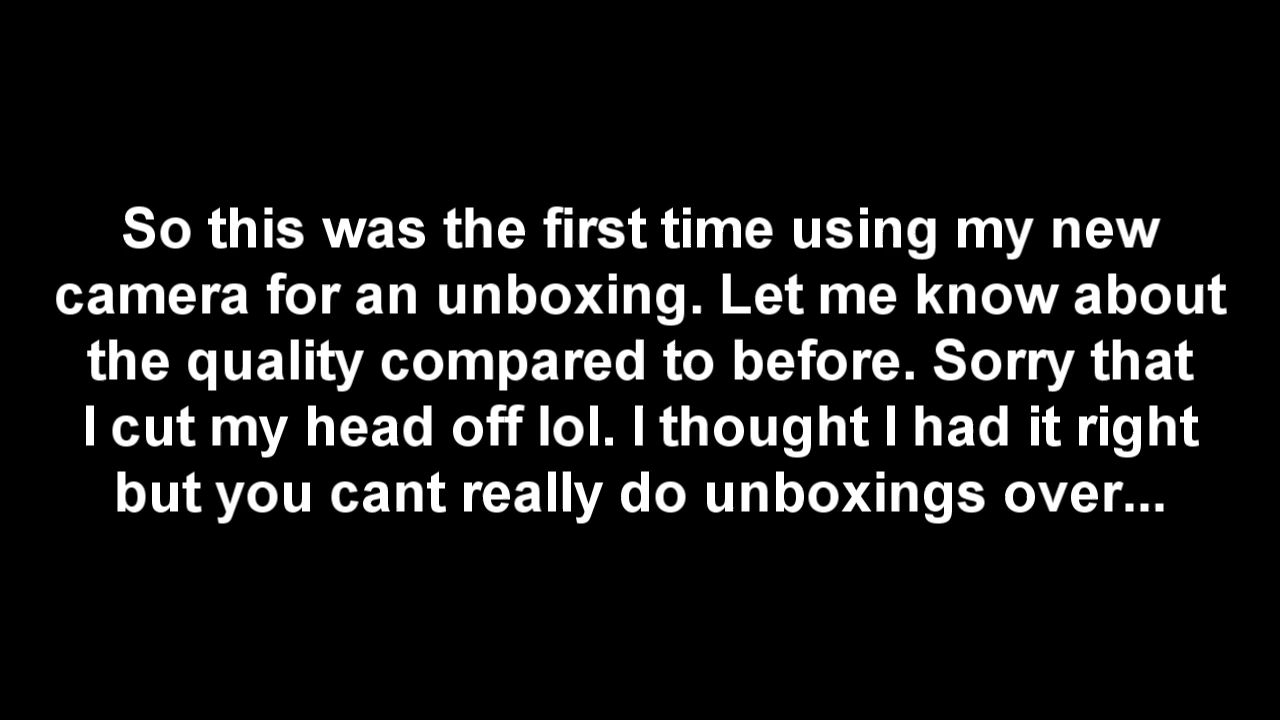 So this was the first time using my new
camera for an unboxing. Let me know about
the quality compared to before. Sorry that
I cut my head off lol. I thought I had it right
but you cant really do unboxings over...